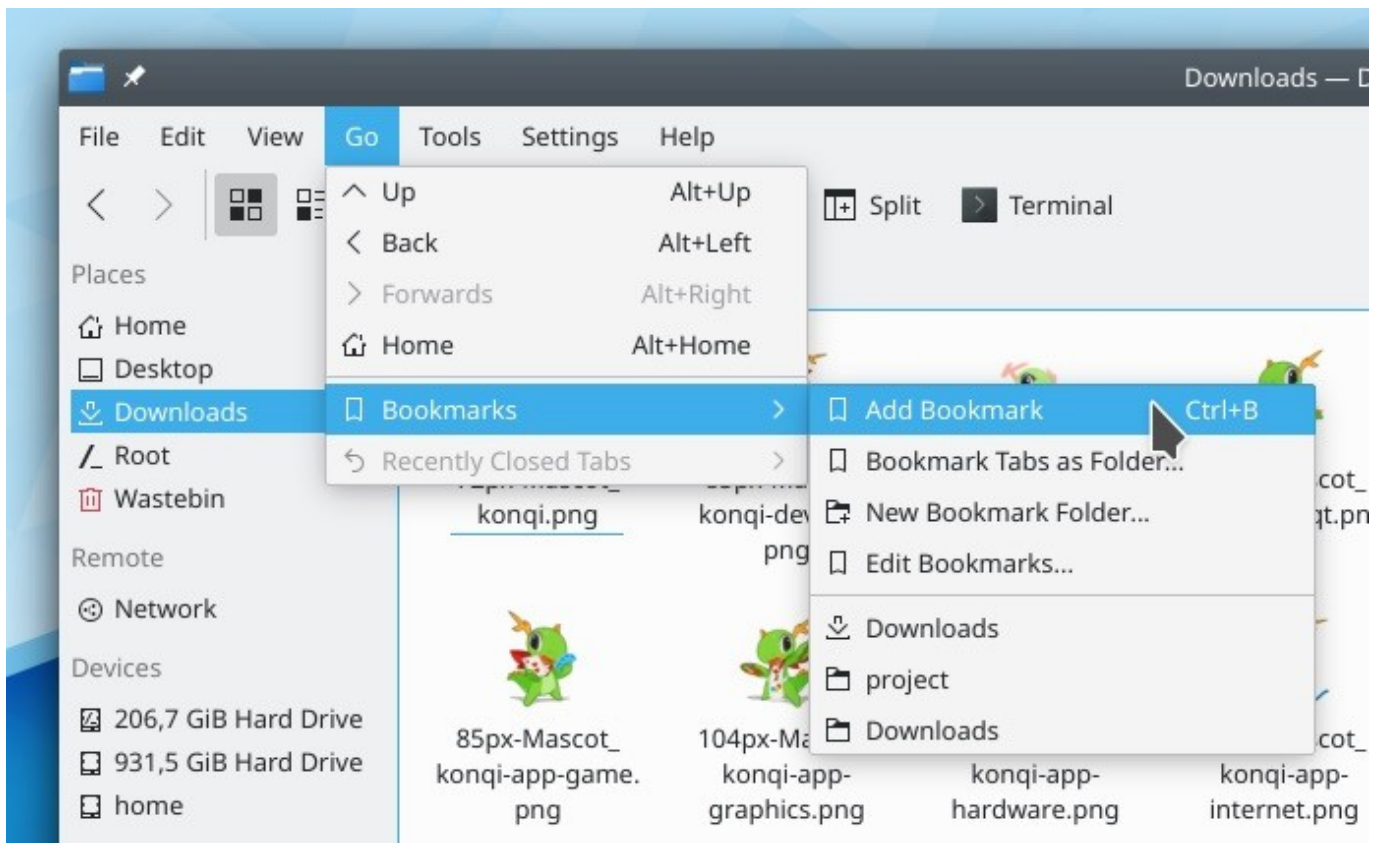 Downloads —
File Edit View Go Tools Settings Help
Up Alt+Up
Back Alt+Left
Forwards Alt+Right
Home Alt+Home
Bookmarks
Recently Closed Tabs
Split Terminal
Places
Home
Desktop
Downloads
Root
Wastebin
Remote
Network
Devices
206,7 GiB Hard Drive
931,5 GiB Hard Drive
home
Add Bookmark Ctrl+B
Bookmark Tabs as Folder...
New Bookmark Folder...
Edit Bookmarks...
Downloads
project
Downloads
konqi.png
85px-Mascot_
konqi-app-game.
png
konqi-app-
graphics.png
konqi-app-
hardware.png
konqi-app-
internet.png